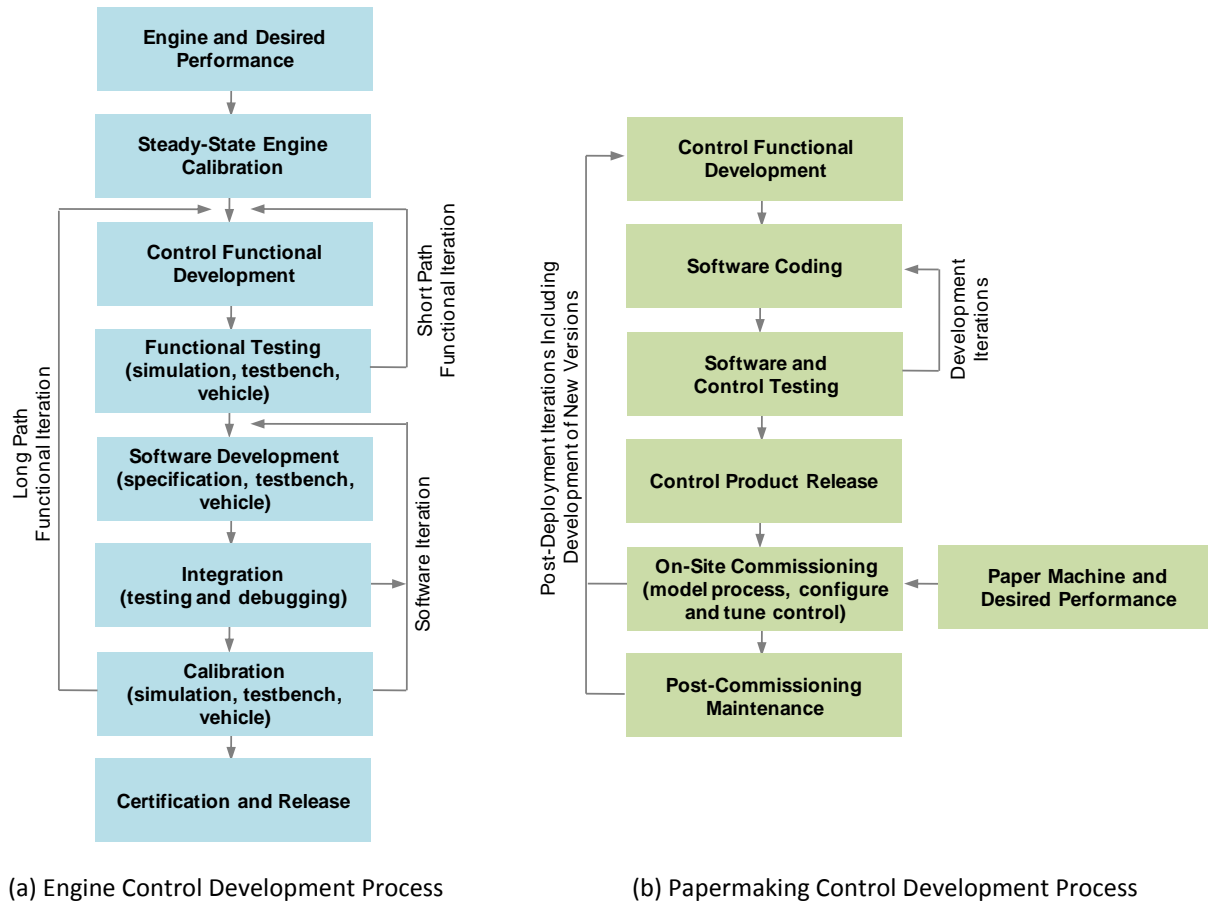 Engine and Desired
Performance
Steady-State Engine
Calibration
Control Functional
Development
Functional Testing
(simulation, testbench,
vehicle)
Software Development
(specification, testbench,
vehicle)
Integration
(testing and debugging)
Calibration
(simulation, testbench,
vehicle)
Certification and Release
Long Path
Functional Iteration
Short Path
Functional Iteration
Software Iteration
(a) Engine Control Development Process
Control Functional
Development
Software Coding
Software and
Control Testing
Control Product Release
On-Site Commissioning
(model process, configure
and tune control)
Post-Commissioning
Maintenance
Paper Machine and
Desired Performance
Post-Deployment Iterations Including
Development of New Versions
Development
Iterations
(b) Papermaking Control Development Process